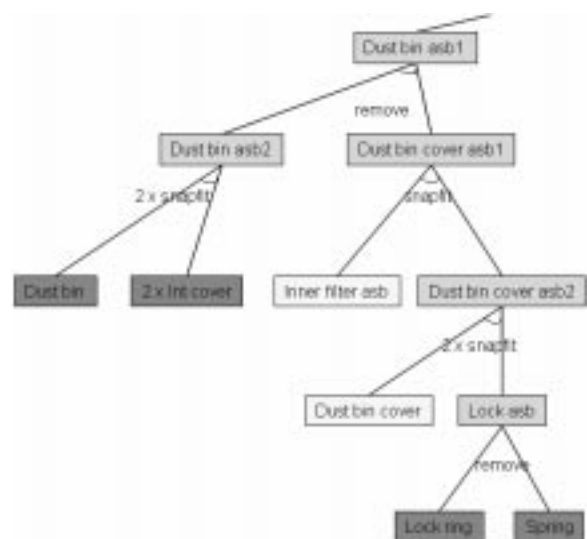 Dust bin asb1
remove
Dust bin asb2
Dust bin cover asb1
2 x snapfit
snapfit
Dust bin
2 x Int cover
Inner filter asb
Dust bin cover asb2
2 x snapfit
Dust bin cover
Lock asb
remove
Lock ring
Spring